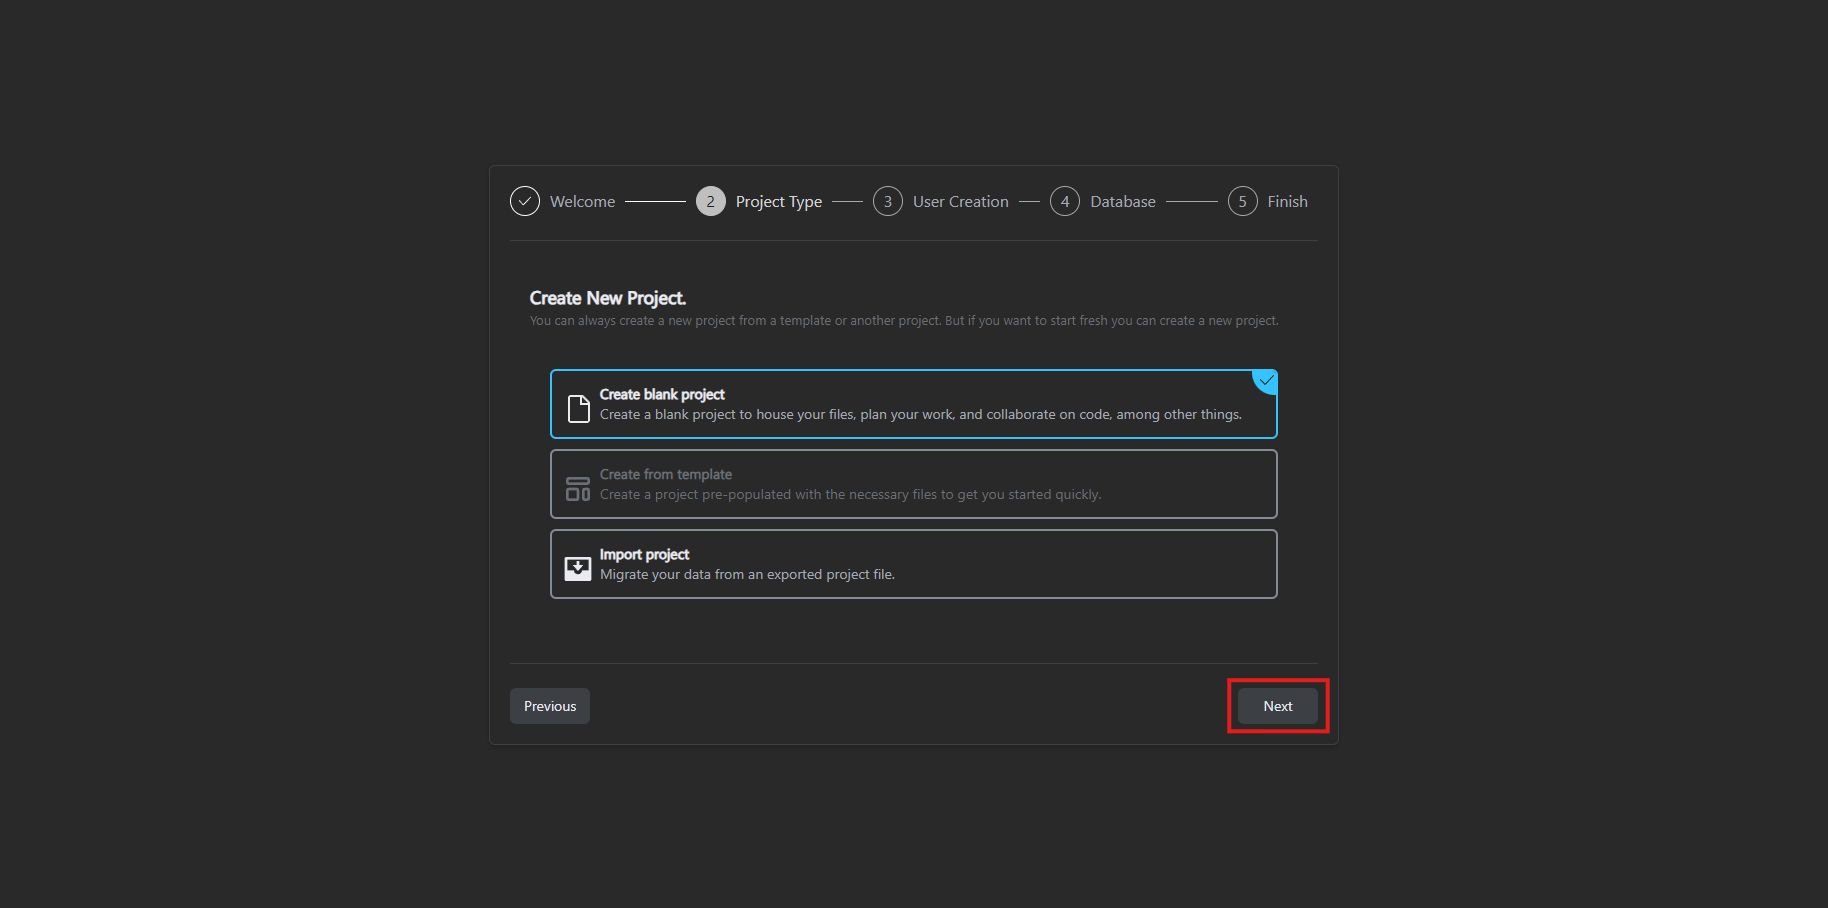 Welcome 2 Project Type 3 User Creation 4 Database 5 Finish
Create New Project.
You can always create a new project from a template or another project. But if you want to start fresh you can create a new project.
Create blank project
Create a blank project to house your files, plan your work, and collaborate on code, among other things.
Create from template
Create a project pre-populated with the necessary files to get you started quickly.
Import project
Migrate your data from an exported project file.
Previous Next